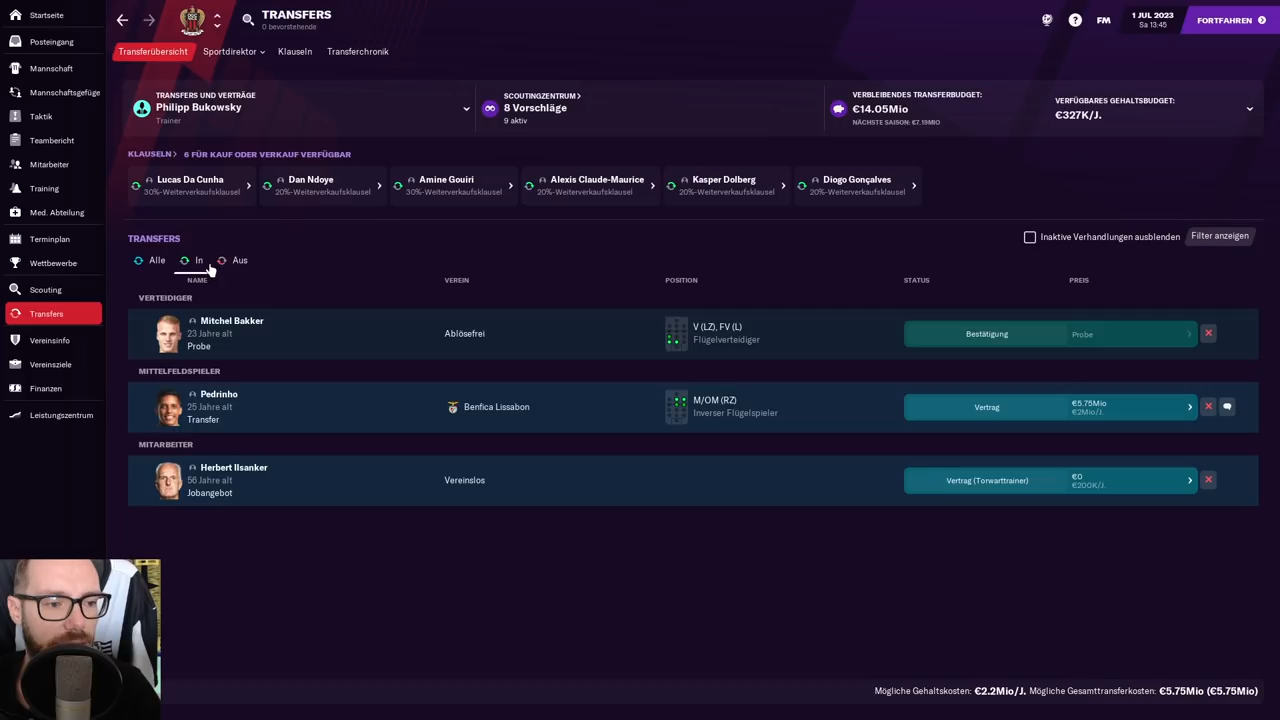 Startseite
Posteingang
Mannschaft
Mannschaftsgefüge
Taktik
Teambericht
Mitarbeiter
Training
Med. Abteilung
Terminplan
Wettbewerbe
Scouting
Transfers
Vereinsinfo
Vereinsziele
Finanzen
Leistungszentrum
TRANSFERS
0 bevorstehende
FM
1 JUL 2023
Sa 13:45
FORTFAHREN
Transferübersicht
Sportdirektor
Klauseln
Transferchronik
TRANSFERS UND VERTRÄGE
Philipp Bukowsky
Trainer
SCOUTINGZENTRUM >
8 Vorschläge
9 aktiv
VERBLEIBENDES TRANSFERBUDGET:
€14.05Mio
NÄCHSTE SAISON: €7.19MIO
VERFÜGBARES GEHALTSBUDGET:
€327K/J.
KLAUSELN > 6 FÜR KAUF ODER VERKAUF VERFÜGBAR
Lucas Da Cunha
30%-Weiterverkaufsklausel
Dan Ndoye
20%-Weiterverkaufsklausel
Amine Gouiri
30%-Weiterverkaufsklausel
Alexis Claude-Maurice
20%-Weiterverkaufsklausel
Kasper Dolberg
20%-Weiterverkaufsklausel
Diogo Gonçalves
20%-Weiterverkaufsklausel
TRANSFERS
Inaktive Verhandlungen ausblenden
Filter anzeigen
Alle In Aus
NAME VEREIN POSITION STATUS PREIS
VERTEIDIGER
Mitchel Bakker
23 Jahre alt
Probe
Ablösefrei
V (LZ), FV (L)
Flügelverteidiger
Bestätigung
Probe
MITTELFELDSPIELER
Pedrinho
25 Jahre alt
Transfer
Benfica Lissabon
M/OM (RZ)
Inverser Flügelspieler
Vertrag
€5.75Mio
€2Mio/J.
MITARBEITER
Herbert Ilsanker
56 Jahre alt
Jobangebot
Vereinslos
Vertrag (Torwarttrainer)
€0
€200K/J.
Mögliche Gehaltskosten: €2.2Mio/J. Mögliche Gesamttransferkosten: €5.75Mio (€5.75Mio)